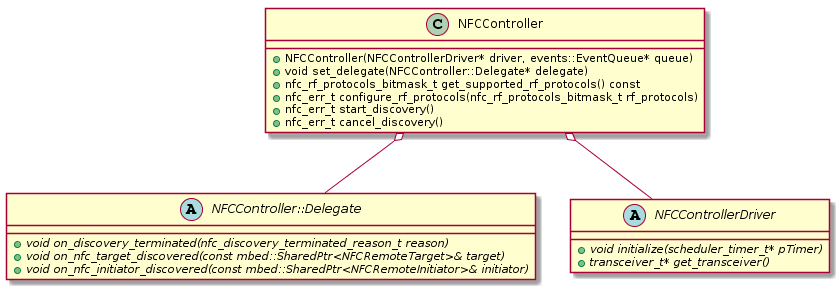 C NFCController
NFCController(NFCControllerDriver* driver, events::EventQueue* queue)
void set_delegate(NFCController::Delegate* delegate)
nfc_rf_protocols_bitmask_t get_supported_rf_protocols() const
nfc_err_t configure_rf_protocols(nfc_rf_protocols_bitmask_t rf_protocols)
nfc_err_t start_discovery()
nfc_err_t cancel_discovery()
A NFCController::Delegate
void on_discovery_terminated(nfc_discovery_terminated_reason_t reason)
void on_nfc_target_discovered(const mbed::SharedPtr<NFCRemoteTarget>& target)
void on_nfc_initiator_discovered(const mbed::SharedPtr<NFCRemoteInitiator>& initiator)
A NFCControllerDriver
void initialize(scheduler_timer_t* pTimer)
transceiver_t* get_transceiver()